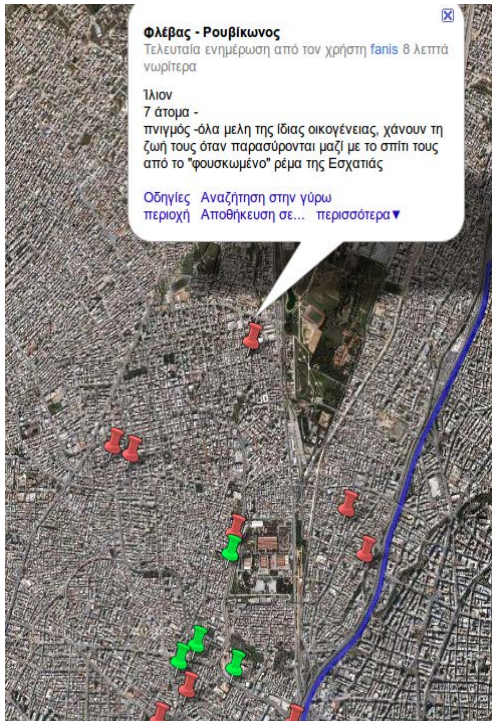 Φλέβας - Ρουβίκωνος
Τελευταία ενημέρωση από τον χρήστη fanis 8 λεπτά
νωρίτερα
Ίλιον
7 άτομα -
πνιγμός -όλα μελη της ίδιας οικογένειας, χάνουν τη
ζωή τους όταν παρασύρονται μαζί με το σπίτι τους
από το "φουσκωμένο" ρέμα της Εσχατιάς
Οδηγίες Αναζήτηση στην γύρω
περιοχή Αποθήκευση σε... περισσότερα▼